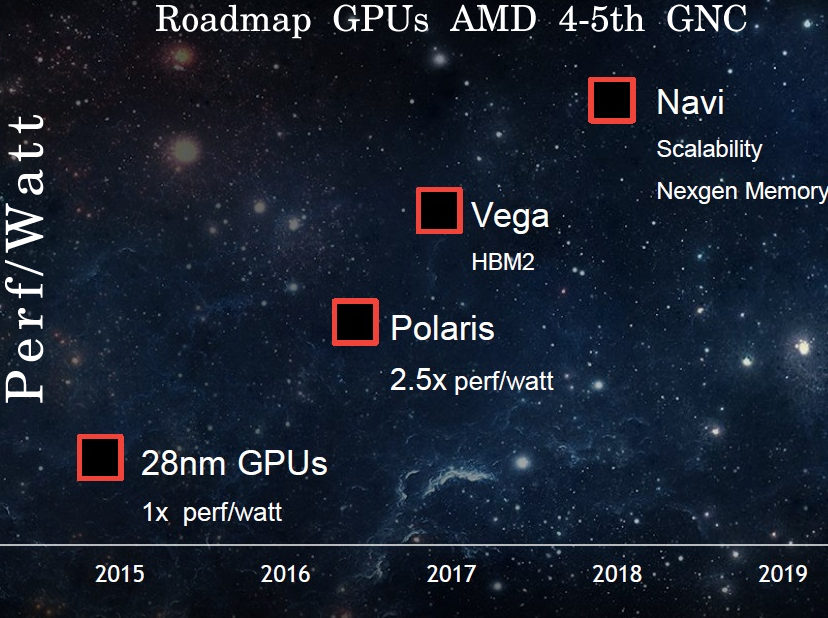 Roadmap GPUs AMD 4-5th GNC
Perf/Watt
Navi
Scalability
Nexgen Memory
Vega
HBM2
Polaris
2.5x perf/watt
28nm GPUs
1x perf/watt
2015 2016 2017 2018 2019